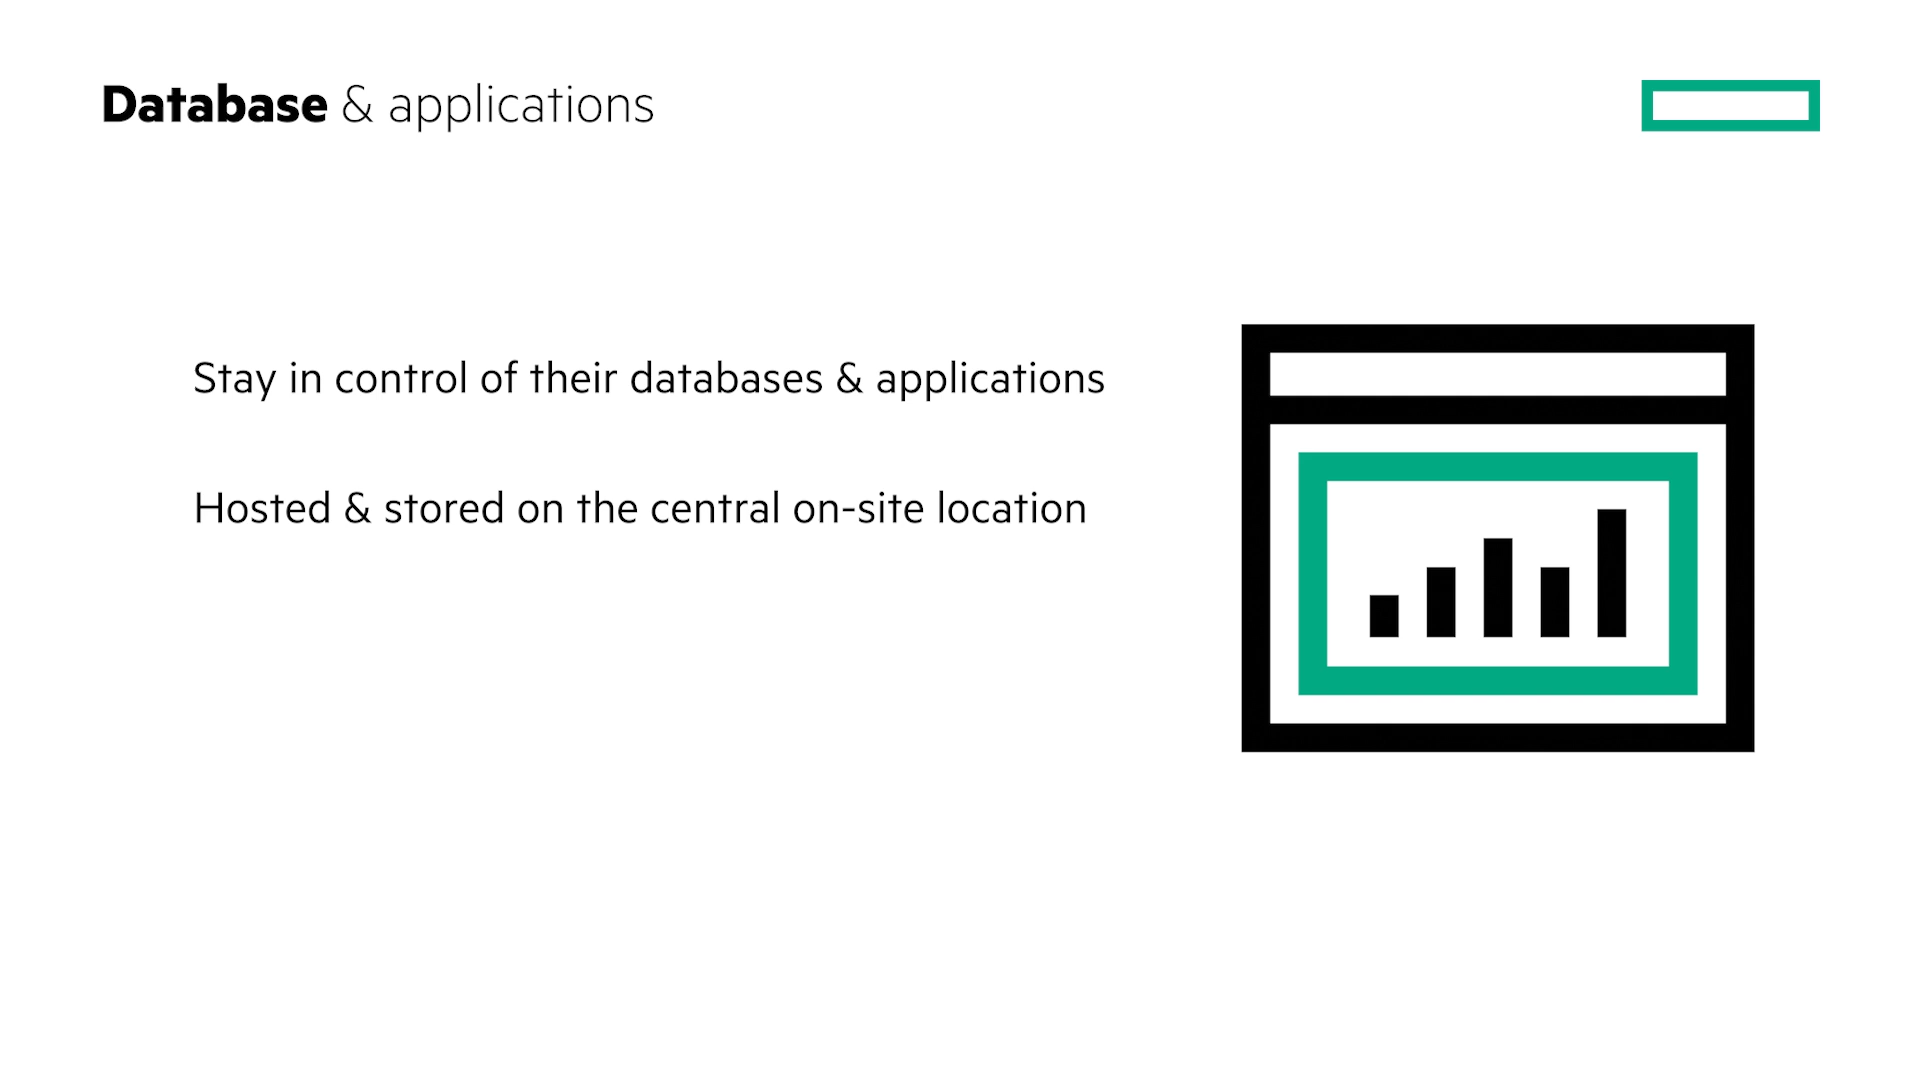 Database & applications
Stay in control of their databases & applications
Hosted & stored on the central on-site location